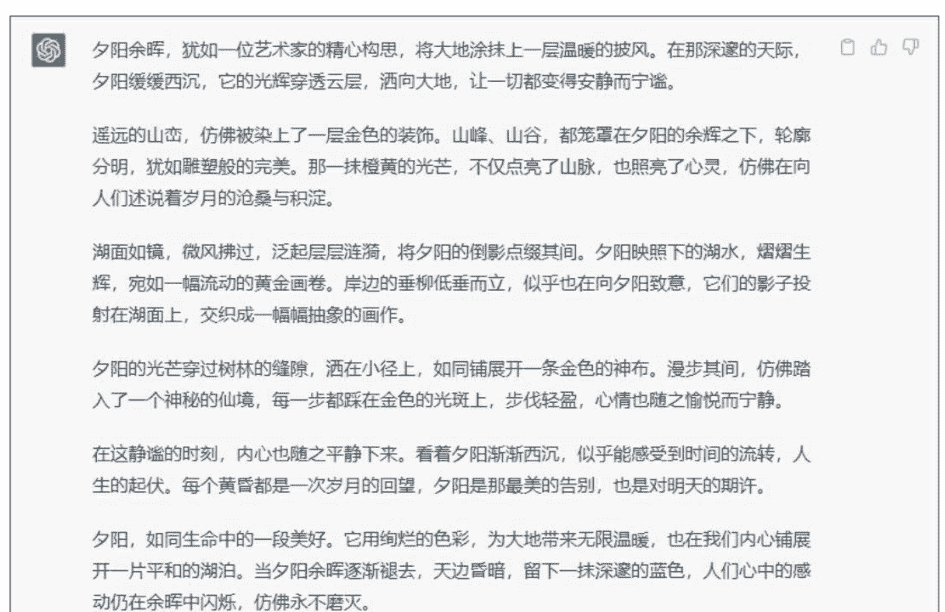 夕阳余晖，犹如一位艺术家的精心构思，将大地涂抹上一层温暖的披风。在那深邃的天际，
夕阳缓缓西沉，它的光辉穿透云层，洒向大地，让一切都变得安静而宁谧。
遥远的山峦，仿佛被染上了一层金色的装饰。山峰、山谷，都笼罩在夕阳的余辉之下，轮廓
分明，犹如雕塑般的完美。那一抹橙黄的光芒，不仅点亮了山脉，也照亮了心灵，仿佛在向
人们述说着岁月的沧桑与积淀。
湖面如镜，微风拂过，泛起层层涟漪，将夕阳的倒影点缀其间。夕阳映照下的湖水，熠熠生
辉，宛如一幅流动的黄金画卷。岸边的垂柳低垂而立，似乎也在向夕阳致意，它们的影子投
射在湖面上，交织成一幅幅抽象的画作。
夕阳的光芒穿过树林的缝隙，洒在小径上，如同铺展开一条金色的神布。漫步其间，仿佛踏
入了一个神秘的仙境，每一步都踩在金色的光斑上，步伐轻盈，心情也随之愉悦而宁静。
在这静谧的时刻，内心也随之平静下来。看着夕阳渐渐西沉，似乎能感受到时间的流转，人
生的起伏。每个黄昏都是一次岁月的回望，夕阳是那最美的告别，也是对明天的期许。
夕阳，如同生命中的一段美好。它用绚烂的色彩，为大地带来无限温暖，也在我们内心铺展
开一片平和的湖泊。当夕阳余晖逐渐褪去，天边昏暗，留下一抹深邃的蓝色，人们心中的感
动仍在余晖中闪烁，仿佛永不磨灭。